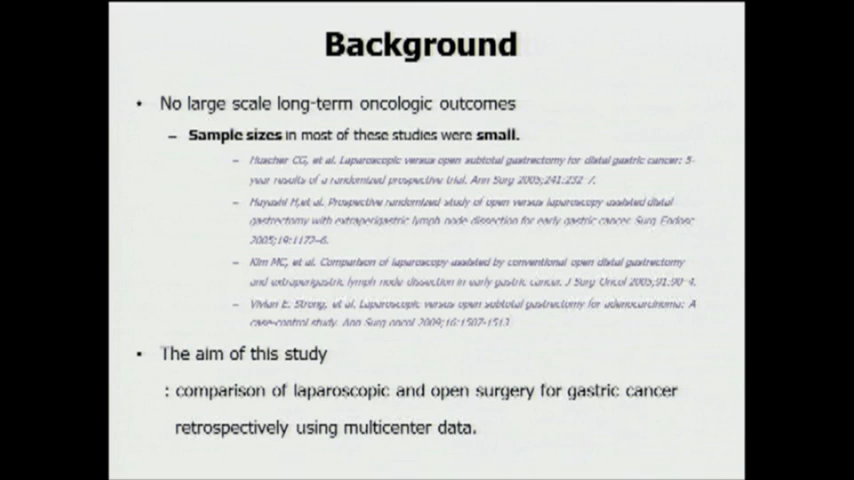 Background
• No large scale long-term oncologic outcomes
– Sample sizes in most of these studies were small.
– Huscher CG, et al. Laparoscopic versus open subtotal gastrectomy for distal gastric cancer: 5-
year results of a randomized prospective trial. Ann Surg 2005;241:232-7.
– Hayashi H,et al. Prospective randomized study of open versus laparoscopy assisted distal
gastrectomy with extraperigastric lymph node dissection for early gastric cancer. Surg Endosc
2005;19:1172–6.
– Kim MC, et al. Comparison of laparoscopy assisted by conventional open distal gastrectomy
and extraperigastric lymph node dissection in early gastric cancer. J Surg Oncol 2005;91:90–4.
– Vivian E. Strong, et al. Laparoscopic versus open subtotal gastrectomy for adenocarcinoma: A
case-control study. Ann Surg oncol 2009;16:1507-1513
• The aim of this study
: comparison of laparoscopic and open surgery for gastric cancer
retrospectively using multicenter data.